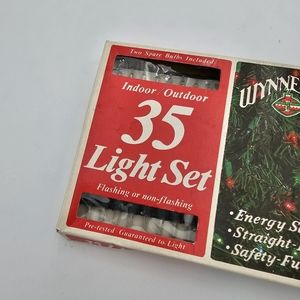 Two Spare Bulbs Included
Indoor/Outdoor
35
Light Set
Flashing or non-flashing
Pre-tested Guaranteed to Light
WYNNE
• Energy S
• Straight-
• Safety-Fu